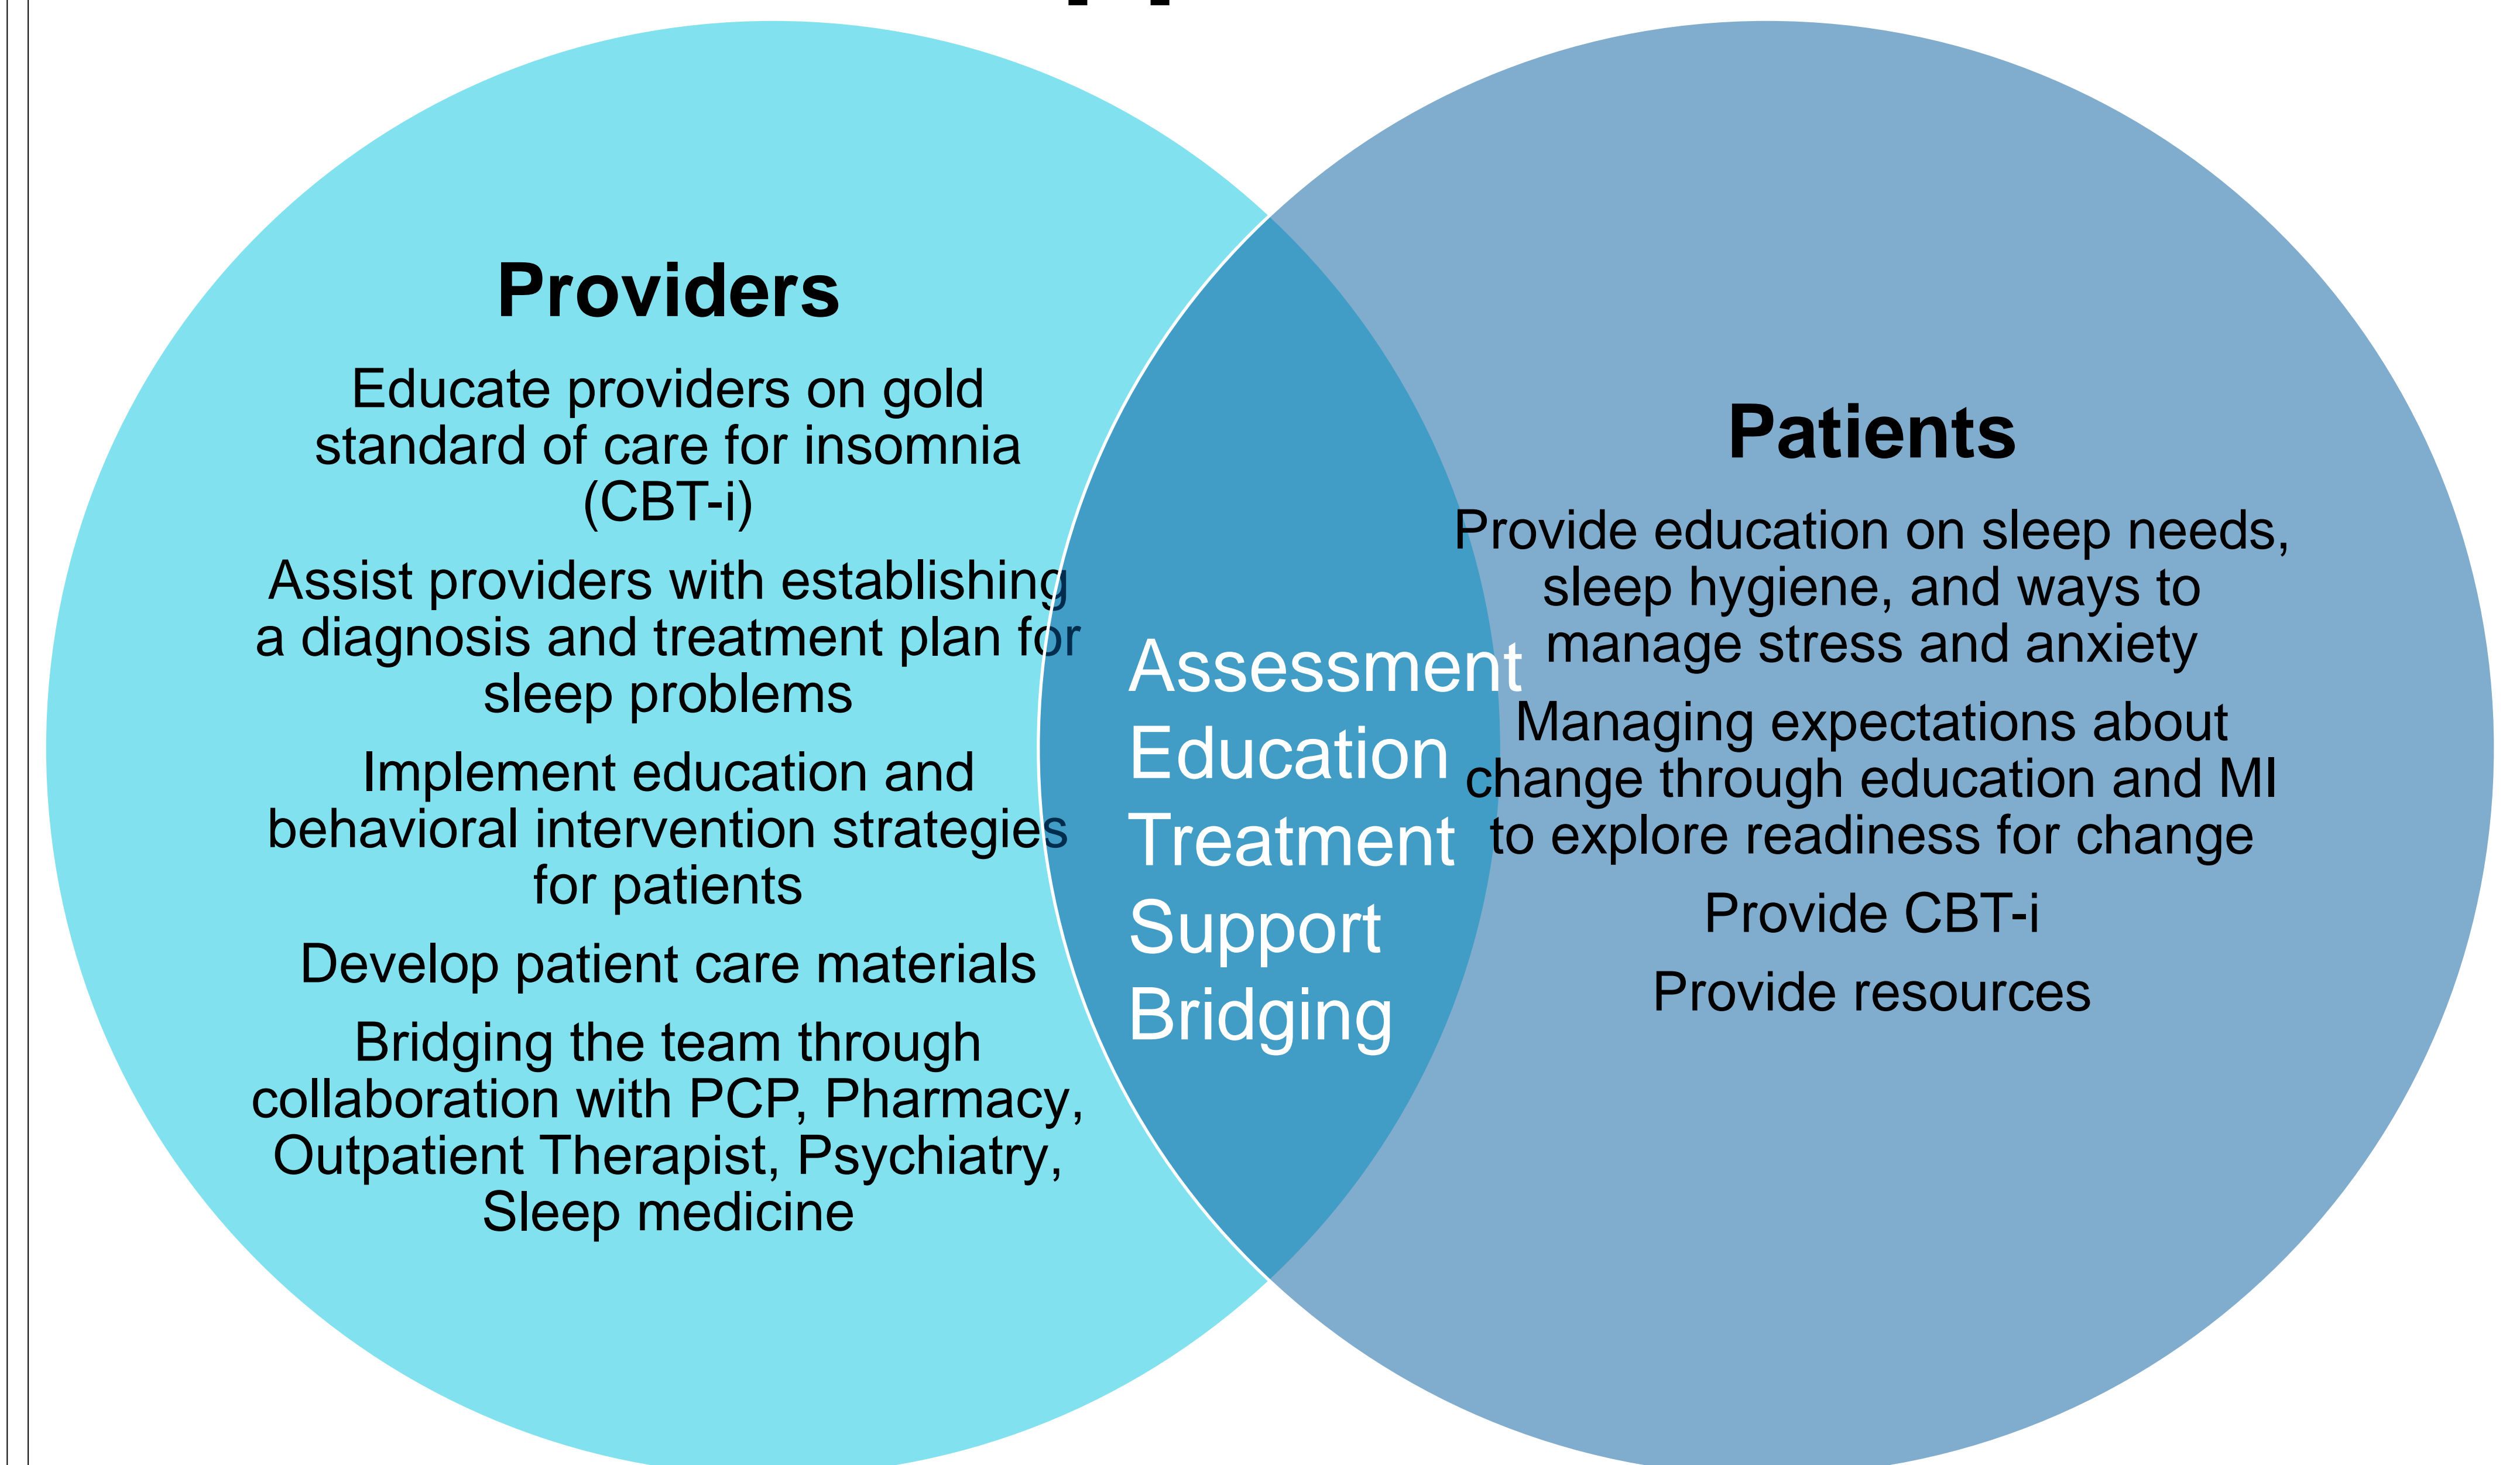 Providers
Educate providers on gold
standard of care for insomnia
(CBT-i)
Assist providers with establishing
a diagnosis and treatment plan for
sleep problems
Implement education and
behavioral intervention strategies
for patients
Develop patient care materials
Bridging the team through
collaboration with PCP, Pharmacy,
Outpatient Therapist, Psychiatry,
Sleep medicine
Assessment
Education
Treatment
Support
Bridging
Patients
Provide education on sleep needs,
sleep hygiene, and ways to
manage stress and anxiety
Managing expectations about
change through education and MI
to explore readiness for change
Provide CBT-i
Provide resources